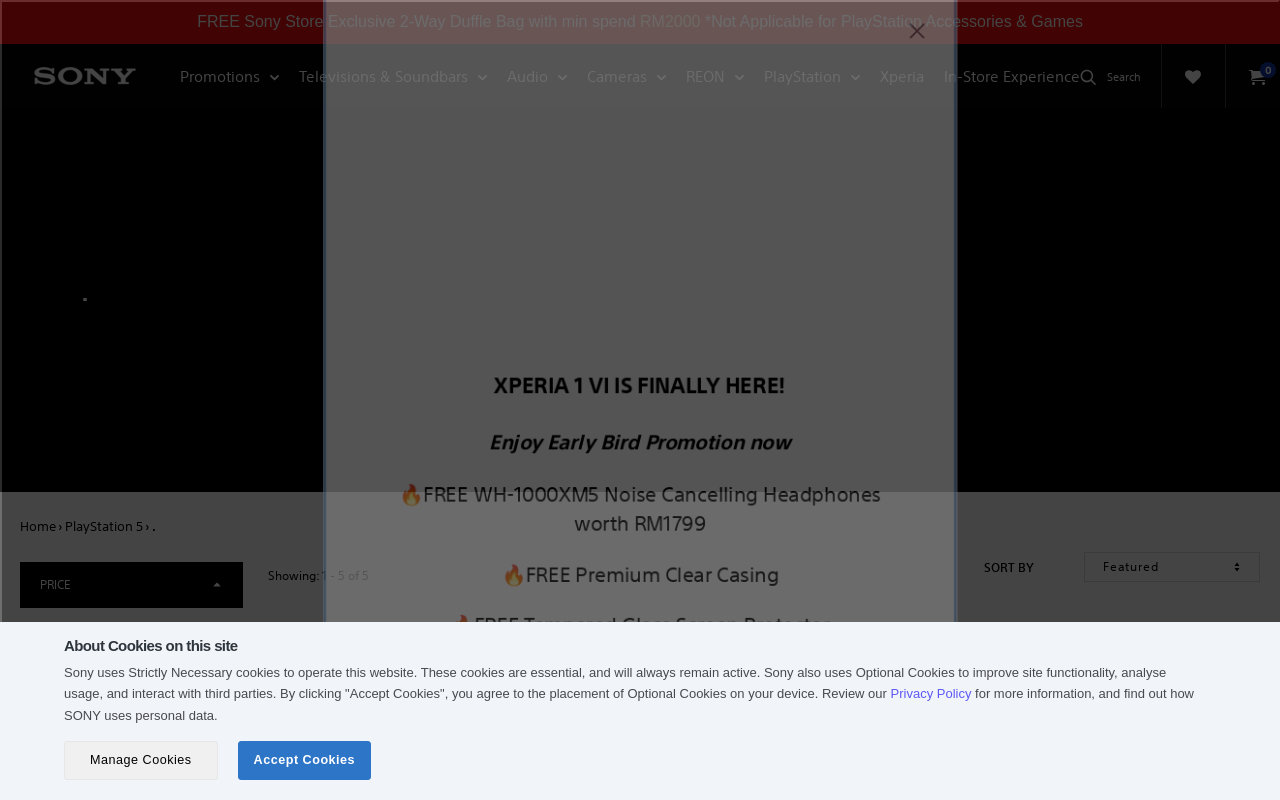 FREE Sony Store Exclusive 2-Way Duffle Bag with min spend RM2000 *Not Applicable for PlayStation Accessories & Games
SONY Promotions Televisions & Soundbars Audio Cameras REON PlayStation Xperia In-Store Experience Search 0
XPERIA 1 VI IS FINALLY HERE!
Enjoy Early Bird Promotion now
🔥FREE WH-1000XM5 Noise Cancelling Headphones
worth RM1799
🔥FREE Premium Clear Casing
🔥FREE Tempered Glass Screen Protector
Home › PlayStation 5 › .
PRICE
Showing: 1 - 5 of 5
SORT BY Featured
About Cookies on this site
Sony uses Strictly Necessary cookies to operate this website. These cookies are essential, and will always remain active. Sony also uses Optional Cookies to improve site functionality, analyse
usage, and interact with third parties. By clicking "Accept Cookies", you agree to the placement of Optional Cookies on your device. Review our Privacy Policy for more information, and find out how
SONY uses personal data.
Manage Cookies Accept Cookies